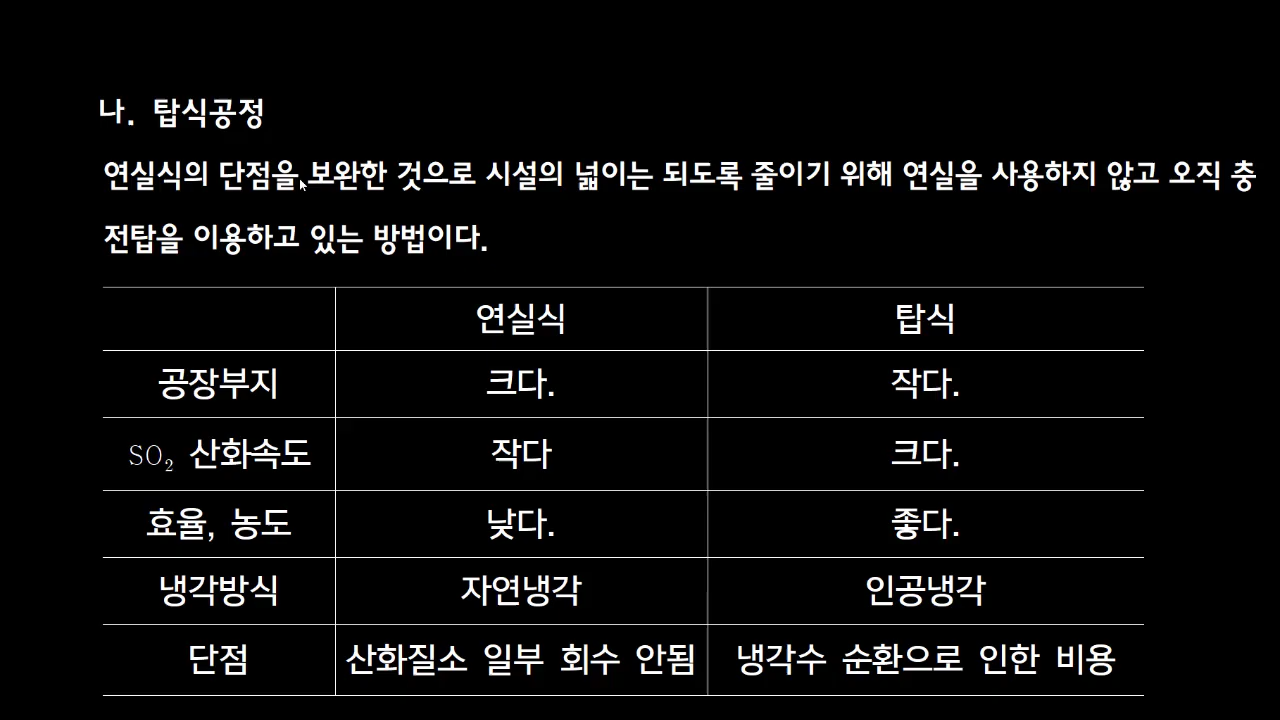 나. 탑식공정
연실식의 단점을 보완한 것으로 시설의 넓이는 되도록 줄이기 위해 연실을 사용하지 않고 오직 충
전탑을 이용하고 있는 방법이다.
연실식 탑식
공장부지 크다. 작다.
SO₂ 산화속도 작다 크다.
효율, 농도 낮다. 좋다.
냉각방식 자연냉각 인공냉각
단점 산화질소 일부 회수 안됨 냉각수 순환으로 인한 비용